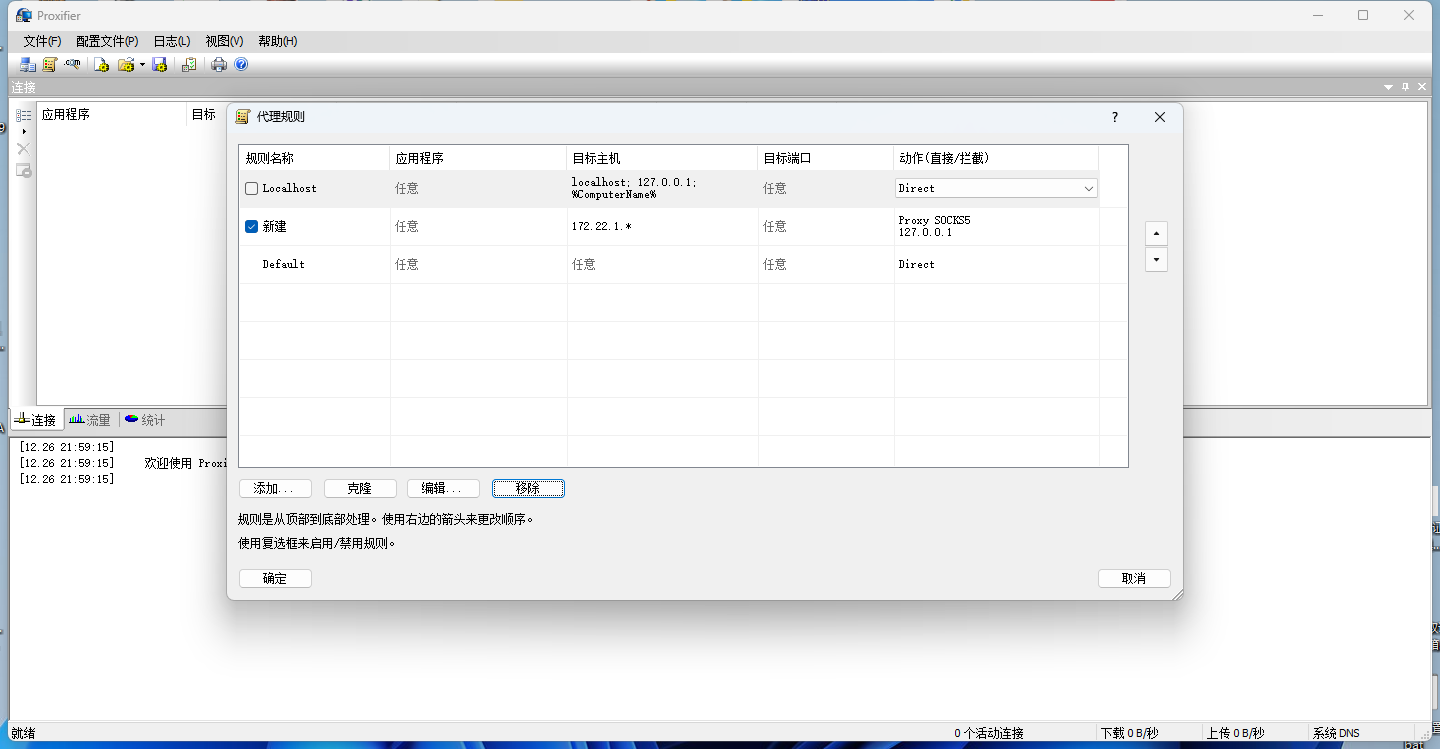 Proxifier
文件(F) 配置文件(P) 日志(L) 视图(V) 帮助(H)
连接
应用程序 目标
代理规则
规则名称 应用程序 目标主机 目标端口 动作(直接/拦截)
Localhost 任意 localhost; 127.0.0.1; %ComputerName% 任意 Direct
新建 任意 172.22.1.* 任意 Proxy SOCKS5 127.0.0.1
Default 任意 任意 任意 Direct
添加... 克隆 编辑... 移除
规则是从顶部到底部处理。使用右边的箭头来更改顺序。
使用复选框来启用/禁用规则。
确定 取消
连接 流量 统计
[12.26 21:59:15]
[12.26 21:59:15] 欢迎使用 Proxi
[12.26 21:59:15]
就绪 0 个活动连接 下载 0 B/秒 上传 0 B/秒 系统 DNS